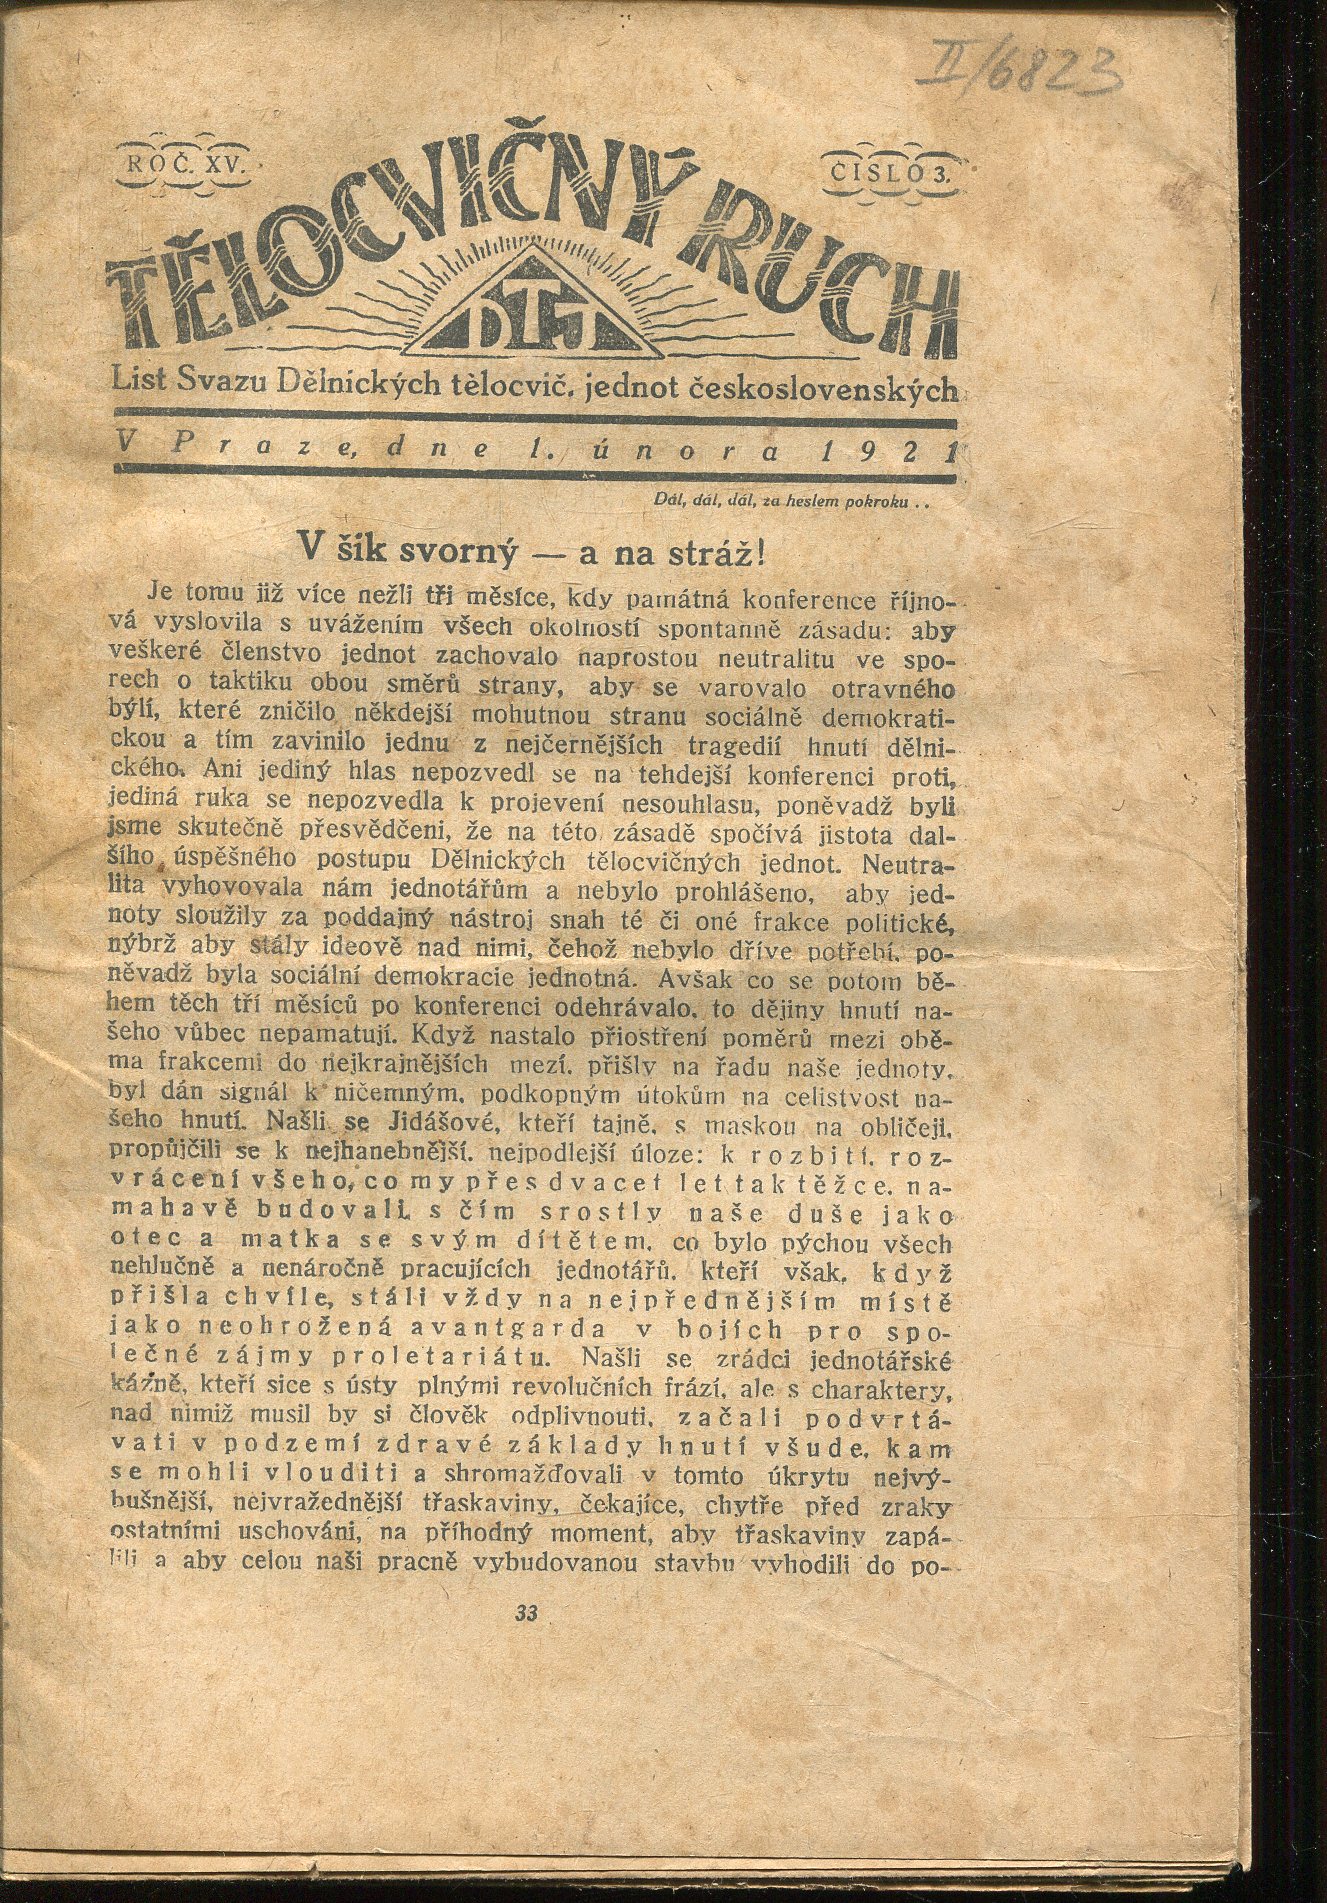 II/6823
ROČ. XV.
ČÍSLO 3.
TĚLOCVIČNÝ RUCH
DTJ
List Svazu Dělnických tělocvič. jednot československých
V Praze, dne 1. února 1921
Dál, dál, dál, za heslem pokroku . .
V šik svorný — a na stráž!
Je tomu již více nežli tři měsíce, kdy památná konference říjno-
vá vyslovila s uvážením všech okolností spontanně zásadu: aby
veškeré členstvo jednot zachovalo naprostou neutralitu ve spo-
rech o taktiku obou směrů strany, aby se varovalo otravného
býlí, které zničilo někdejší mohutnou stranu sociálně demokrati-
ckou a tím zavinilo jednu z nejčernějších tragedií hnutí dělni-
ckého. Ani jediný hlas nepozvedl se na tehdejší konferenci proti,
jediná ruka se nepozvedla k projevení nesouhlasu, poněvadž byli
jsme skutečně přesvědčeni, že na této zásadě spočívá jistota dal-
šího úspěšného postupu Dělnických tělocvičných jednot. Neutra-
lita vyhovovala nám jednotářům a nebylo prohlášeno, aby jed-
noty sloužily za poddajný nástroj snah té či oné frakce politické,
nýbrž aby stály ideově nad nimi, čehož nebylo dříve potřebí, po-
něvadž byla sociální demokracie jednotná. Avšak co se potom bě-
hem těch tří měsíců po konferenci odehrávalo, to dějiny hnutí na-
šeho vůbec nepamatují. Když nastalo přiostření poměrů mezi obě-
ma frakcemi do nejkrajnějších mezí, přišly na řadu naše jednoty,
byl dán signál k ničemným, podkopným útokům na celistvost na-
šeho hnutí. Našli se Jidášové, kteří tajně, s maskou na obličeji,
propůjčili se k nejhanebnější, nejpodlejší úloze: k rozbití, roz-
vrácení všeho, co my přes dvacet let tak těžce, na-
mahavě budovali, s čím srostly naše duše jako
otec a matka se svým dítětem, co bylo pýchou všech
nehlučně a nenáročně pracujících jednotářů, kteří však, když
přišla chvíle, stáli vždy na nejpřednějším místě
jako neohrožená avantgarda v bojích pro spo-
lečné zájmy proletariátu. Našli se zrádci jednotářské
kázně, kteří sice s ústy plnými revolučních frází, ale s charaktery,
nad nimiž musil by si člověk odplivnouti, začali podvrtá-
vati v podzemí zdravé základy hnutí všude, kam
se mohli vlouditi a shromažďovali v tomto úkrytu nejvý-
bušnější, nejvražednější třaskaviny, čekajíce, chytře před zraky
ostatními uschováni, na příhodný moment, aby třaskaviny zapá-
lili a aby celou naši pracně vybudovanou stavbu vyhodili do po-
33